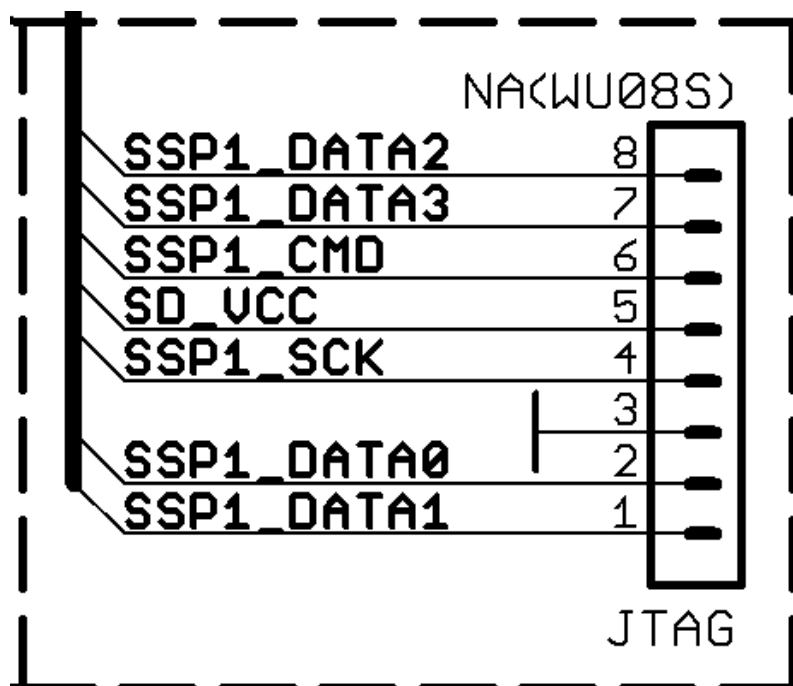 NA(WU08S)
SSP1_DATA2 8
SSP1_DATA3 7
SSP1_CMD 6
SD_VCC 5
SSP1_SCK 4
3
SSP1_DATA0 2
SSP1_DATA1 1
JTAG